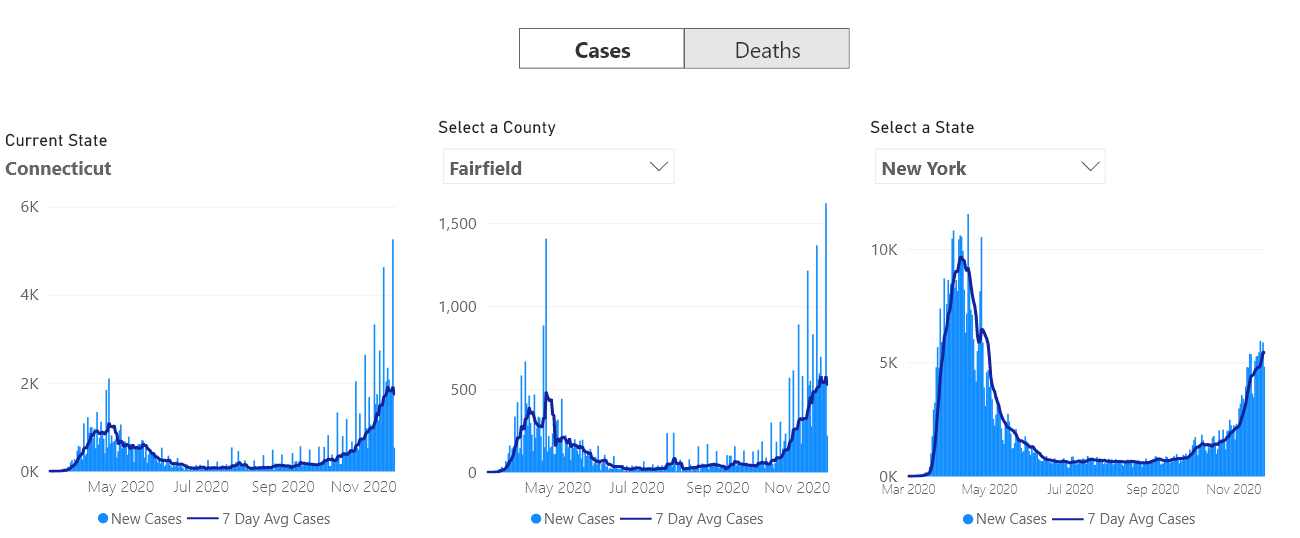 Cases Deaths
Current State
Connecticut
6K
4K
2K
0K
May 2020 Jul 2020 Sep 2020 Nov 2020
New Cases 7 Day Avg Cases
Select a County
Fairfield
1,500
1,000
500
0
May 2020 Jul 2020 Sep 2020 Nov 2020
New Cases 7 Day Avg Cases
Select a State
New York
10K
5K
0K
Mar 2020 May 2020 Jul 2020 Sep 2020 Nov 2020
New Cases 7 Day Avg Cases